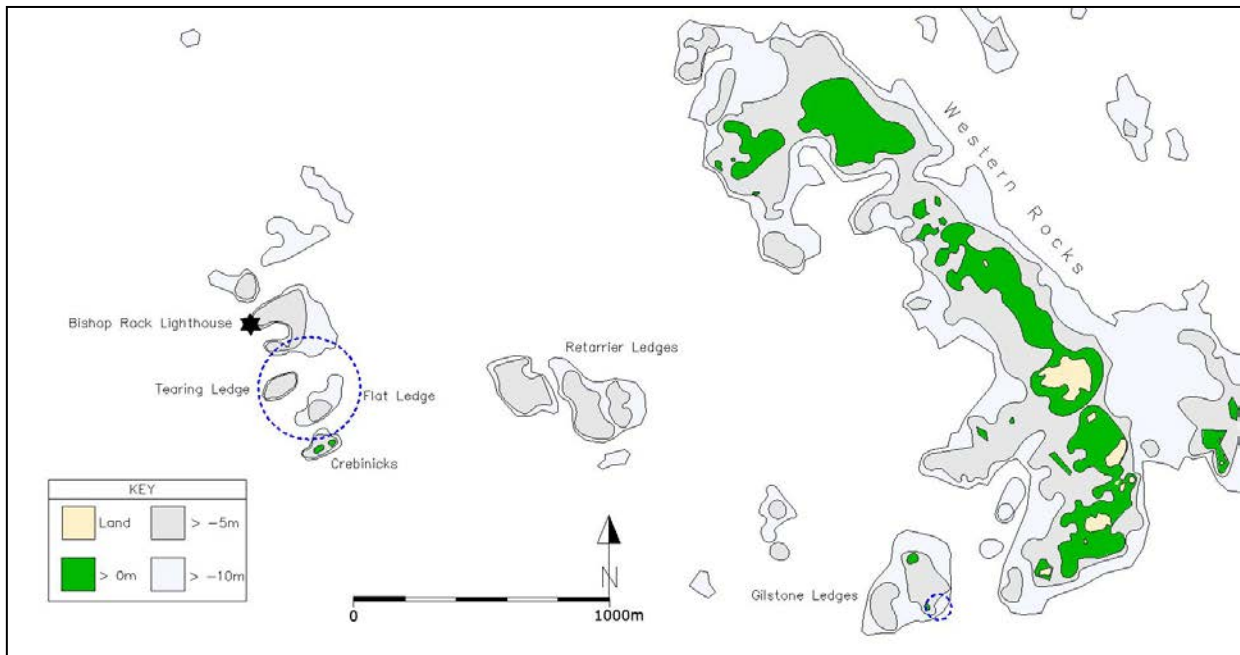 Western Rocks
Bishop Rock Lighthouse
Retarrier Ledges
Tearing Ledge
Flat Ledge
Crebinicks
KEY
Land
> -5m
> 0m
> -10m
N
0
1000m
Gilstone Ledges